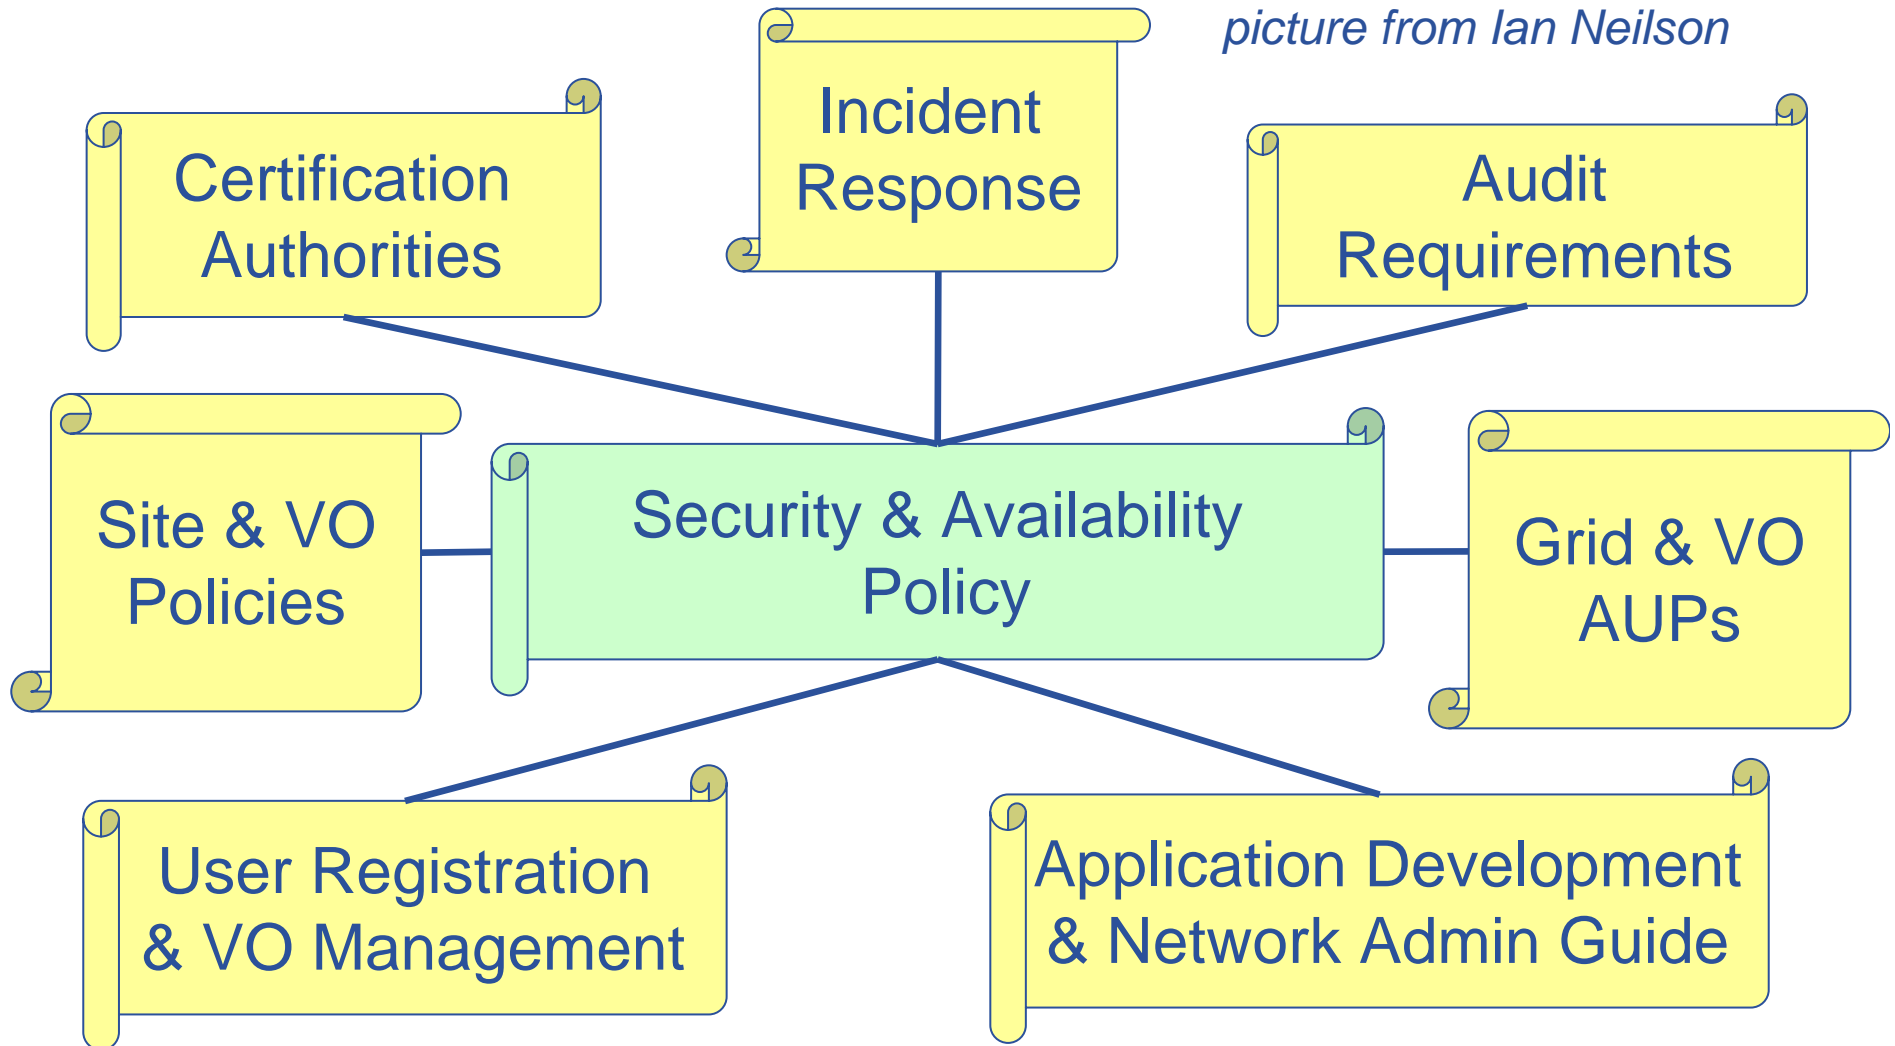 picture from Ian Neilson
Incident
Response
Certification
Authorities
Audit
Requirements
Site & VO
Policies
Security & Availability
Policy
Grid & VO
AUPs
User Registration
& VO Management
Application Development
& Network Admin Guide